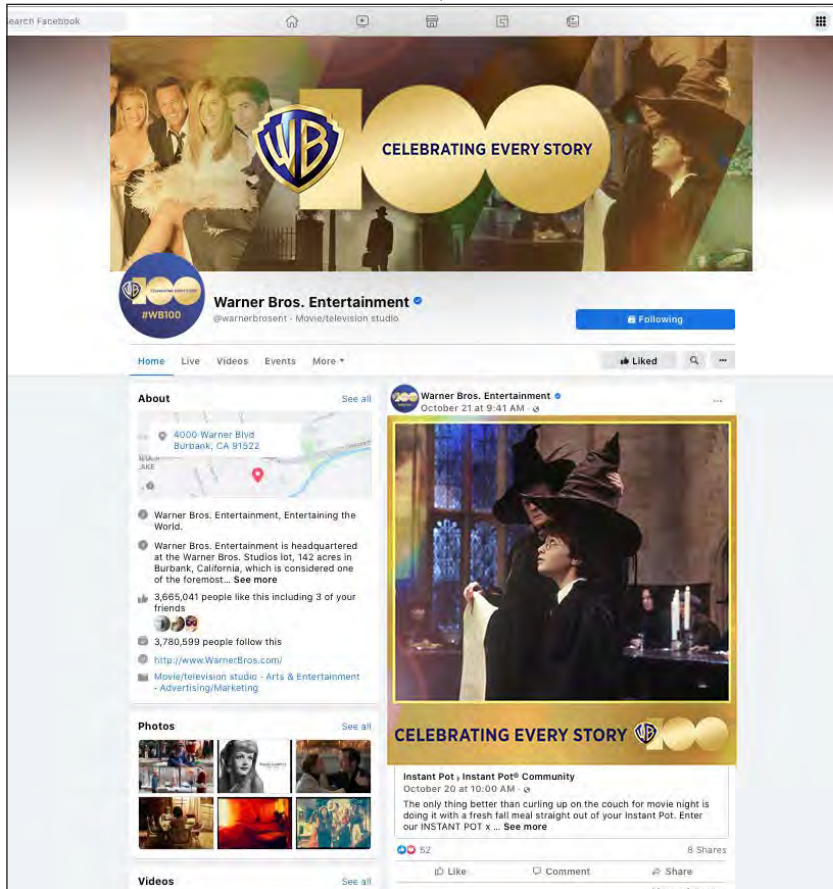 earch Facebook
WB 100
CELEBRATING EVERY STORY
WB 100
#WB100
Warner Bros. Entertainment
@warnerbrosent · Movie/television studio
Following
Home Live Videos Events More
Liked
About
See all
4000 Warner Blvd
Burbank, CA 91522
AKE
Warner Bros. Entertainment, Entertaining the
World.
Warner Bros. Entertainment is headquartered
at the Warner Bros. Studios lot, 142 acres in
Burbank, California, which is considered one
of the foremost... See more
3,665,041 people like this including 3 of your
friends
3,780,599 people follow this
http://www.WarnerBros.com/
Movie/television studio · Arts & Entertainment
· Advertising/Marketing
Photos
See all
Videos
See all
Warner Bros. Entertainment
October 21 at 9:41 AM ·
CELEBRATING EVERY STORY WB 100
Instant Pot › Instant Pot® Community
October 20 at 10:00 AM ·
The only thing better than curling up on the couch for movie night is
doing it with a fresh fall meal straight out of your Instant Pot. Enter
our INSTANT POT x ... See more
52
8 Shares
Like Comment Share